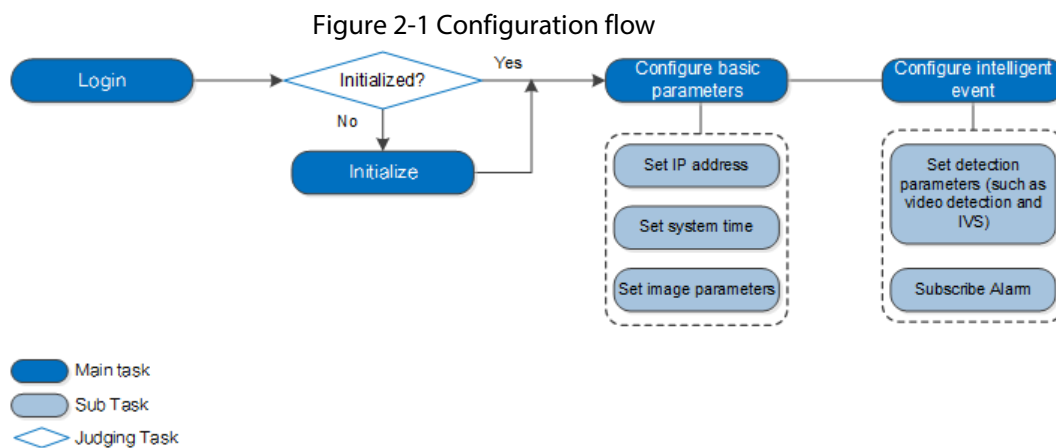 Figure 2-1 Configuration flow
Login
Initialized?
Yes
No
Initialize
Configure basic
parameters
Set IP address
Set system time
Set image parameters
Configure intelligent
event
Set detection
parameters (such as
video detection and
IVS)
Subscribe Alarm
Main task
Sub Task
Judging Task